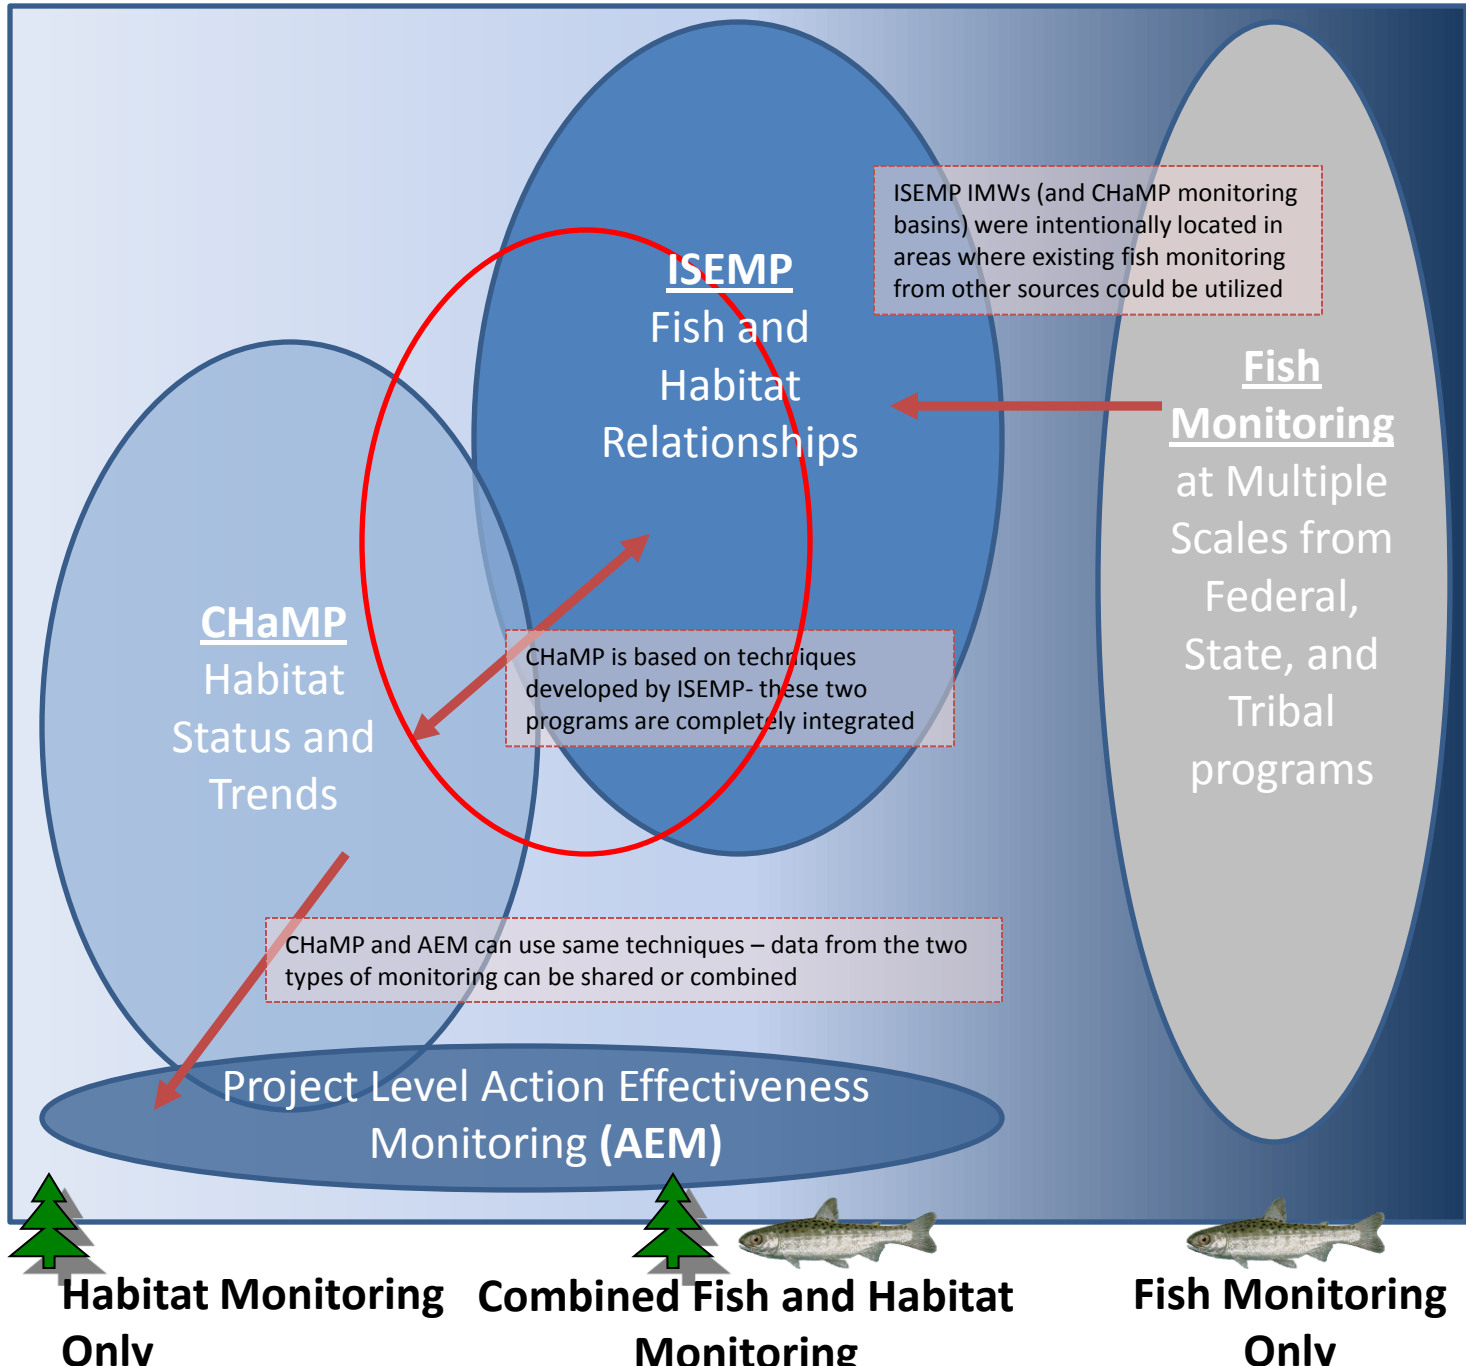 ISEMP IMWs (and CHaMP monitoring
basins) were intentionally located in
areas where existing fish monitoring
from other sources could be utilized
ISEMP
Fish and
Habitat
Relationships
Fish
Monitoring
at Multiple
Scales from
Federal,
State, and
Tribal
programs
CHaMP
Habitat
Status and
Trends
CHaMP is based on techniques
developed by ISEMP- these two
programs are completely integrated
CHaMP and AEM can use same techniques – data from the two
types of monitoring can be shared or combined
Project Level Action Effectiveness
Monitoring (AEM)
Habitat Monitoring
Only
Combined Fish and Habitat
Monitoring
Fish Monitoring
Only